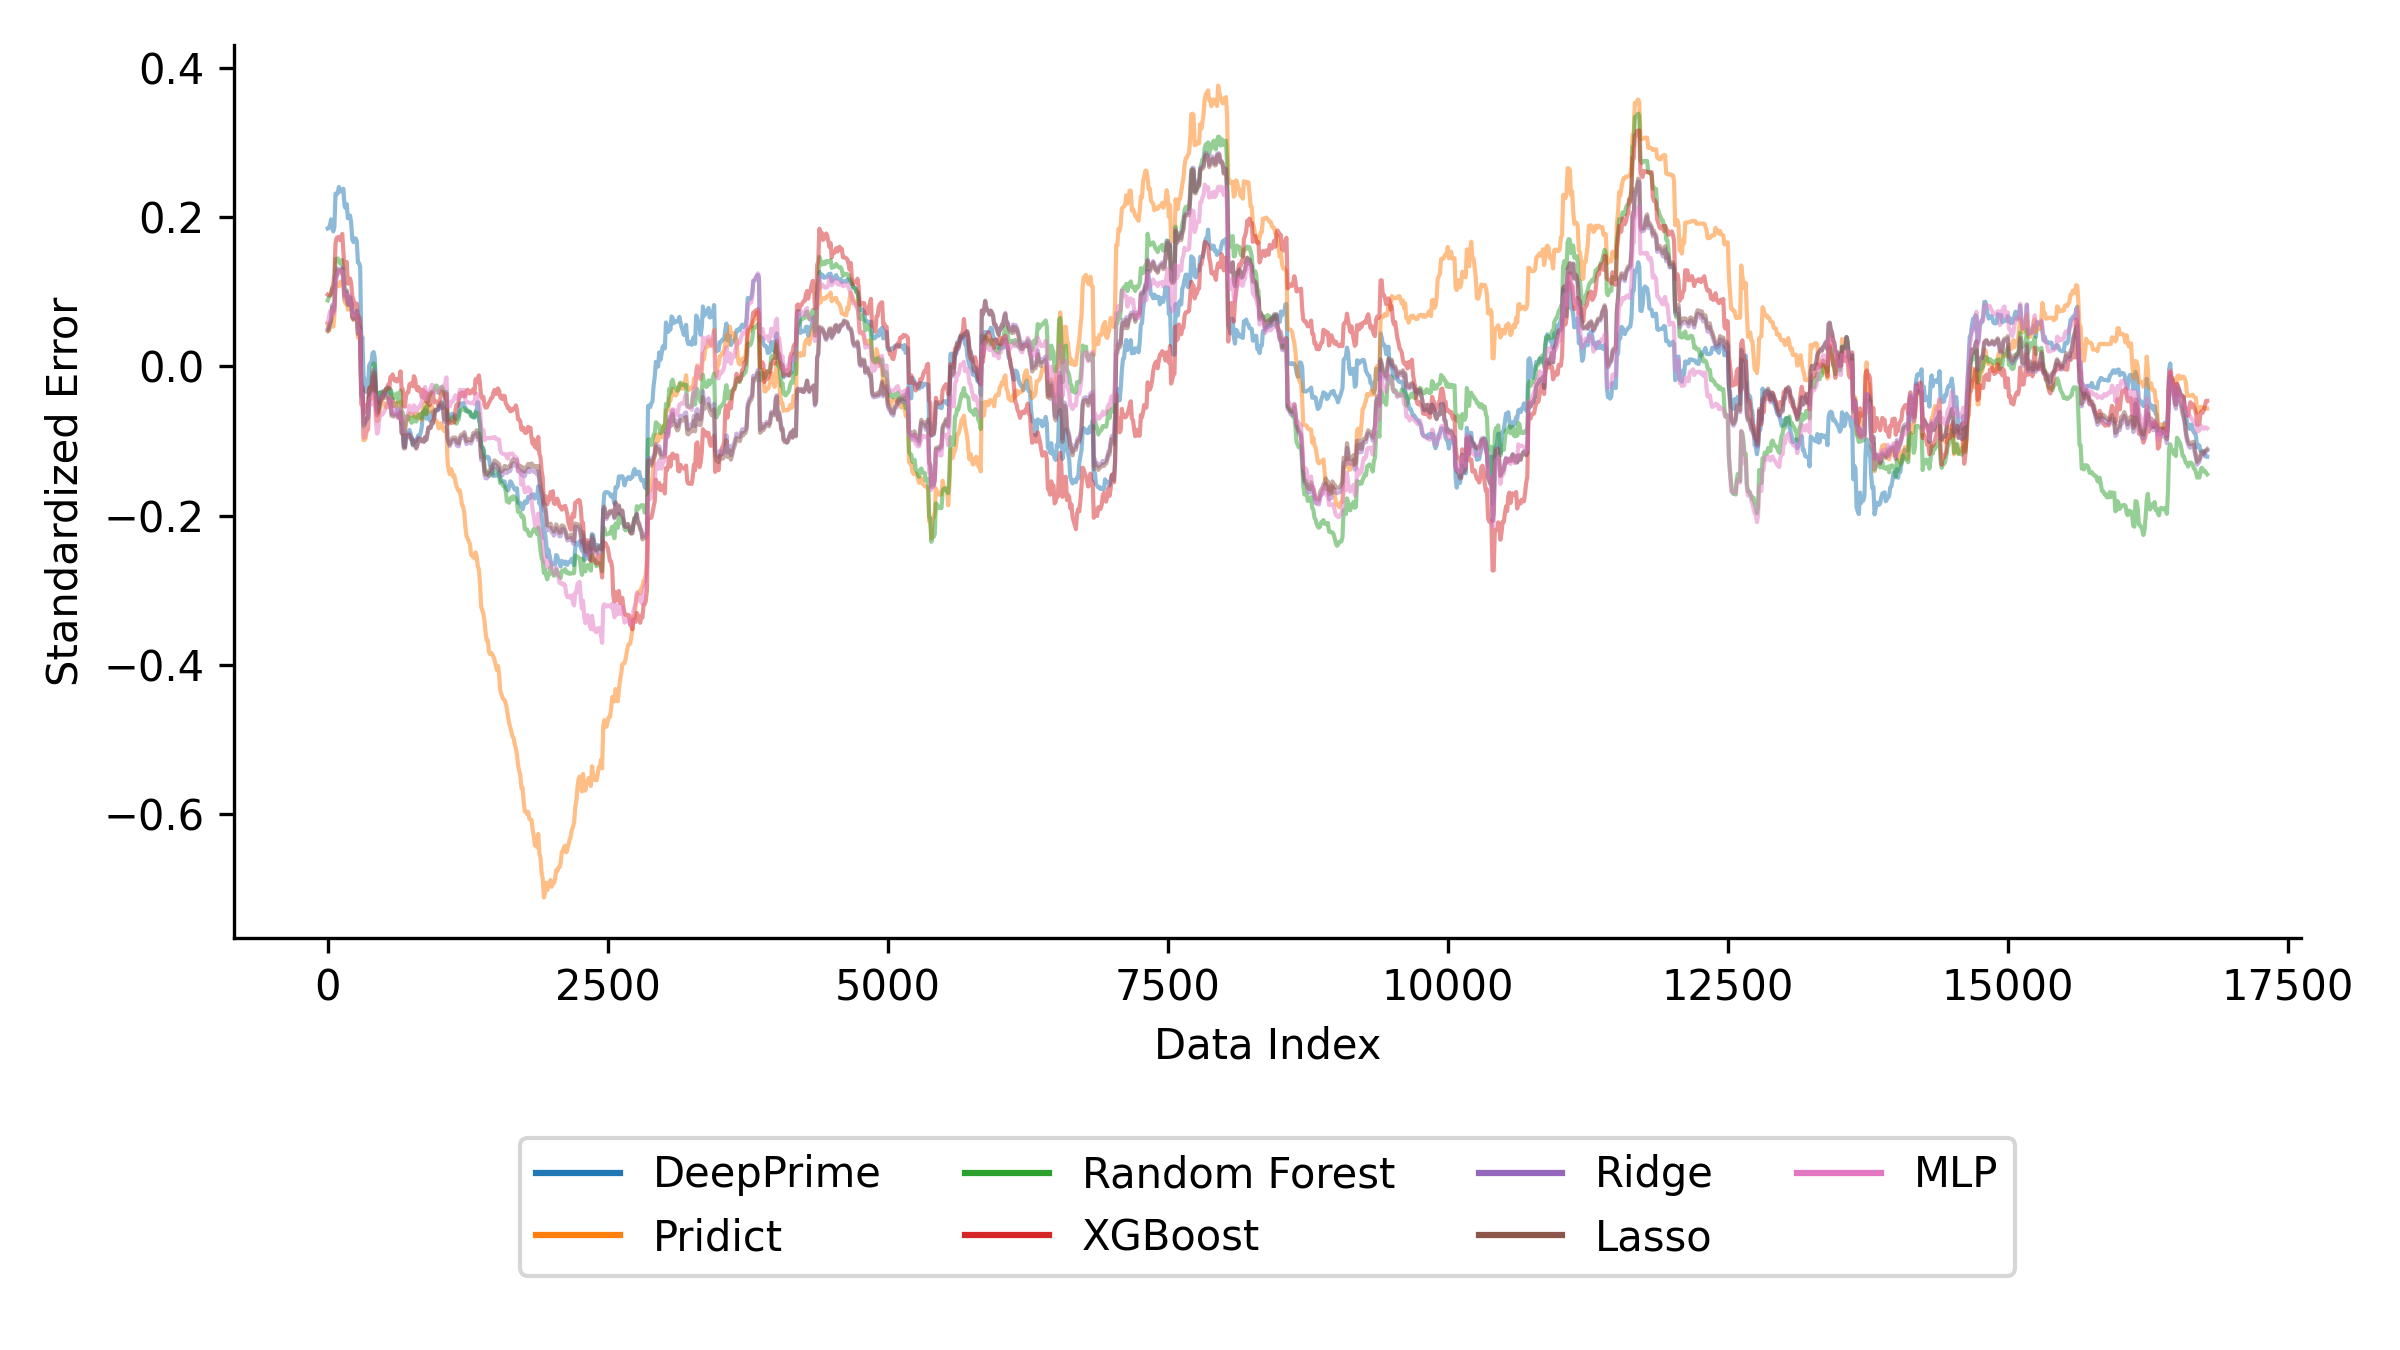 0.4
0.2
0.0
−0.2
−0.4
−0.6
Standardized Error
0 2500 5000 7500 10000 12500 15000 17500
Data Index
DeepPrime Random Forest Ridge MLP
Pridict XGBoost Lasso